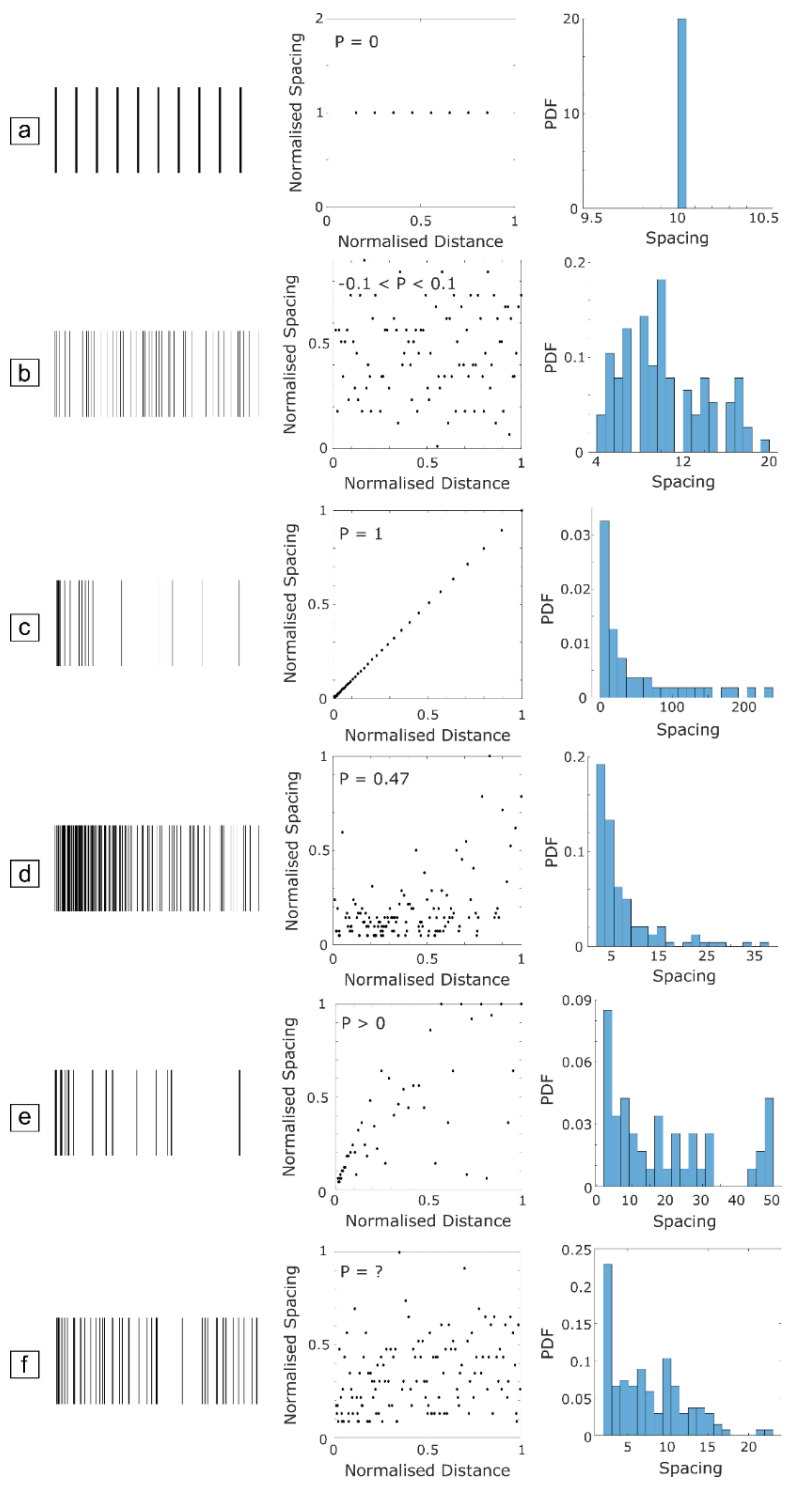 a
2
P = 0
Normalised Spacing
1
2
0
0.5
1
Normalised Distance
20
PDF
10
0
9.5
10
10.5
Spacing
b
1
-0.1 < P < 0.1
Normalised Spacing
0.5
0
0
0.5
1
Normalised Distance
0.2
PDF
0.1
0
4
12
20
Spacing
c
1
P = 1
Normalised Spacing
0.5
0
0
0.5
1
Normalised Distance
0.03
PDF
0.02
0.01
0
0
100
200
Spacing
d
1
P = 0.47
Normalised Spacing
0.5
0
0
0.5
1
Normalised Distance
0.2
PDF
0.1
0
5
15
25
35
Spacing
e
1
P > 0
Normalised Spacing
0.5
0
0
0.5
1
Normalised Distance
0.09
PDF
0.06
0.03
0
0
10
20
30
40
50
Spacing
f
1
P = ?
Normalised Spacing
0.5
0
0
0.5
1
Normalised Distance
0.25
PDF
0.20
0.15
0.10
0.05
0
5
10
15
20
Spacing